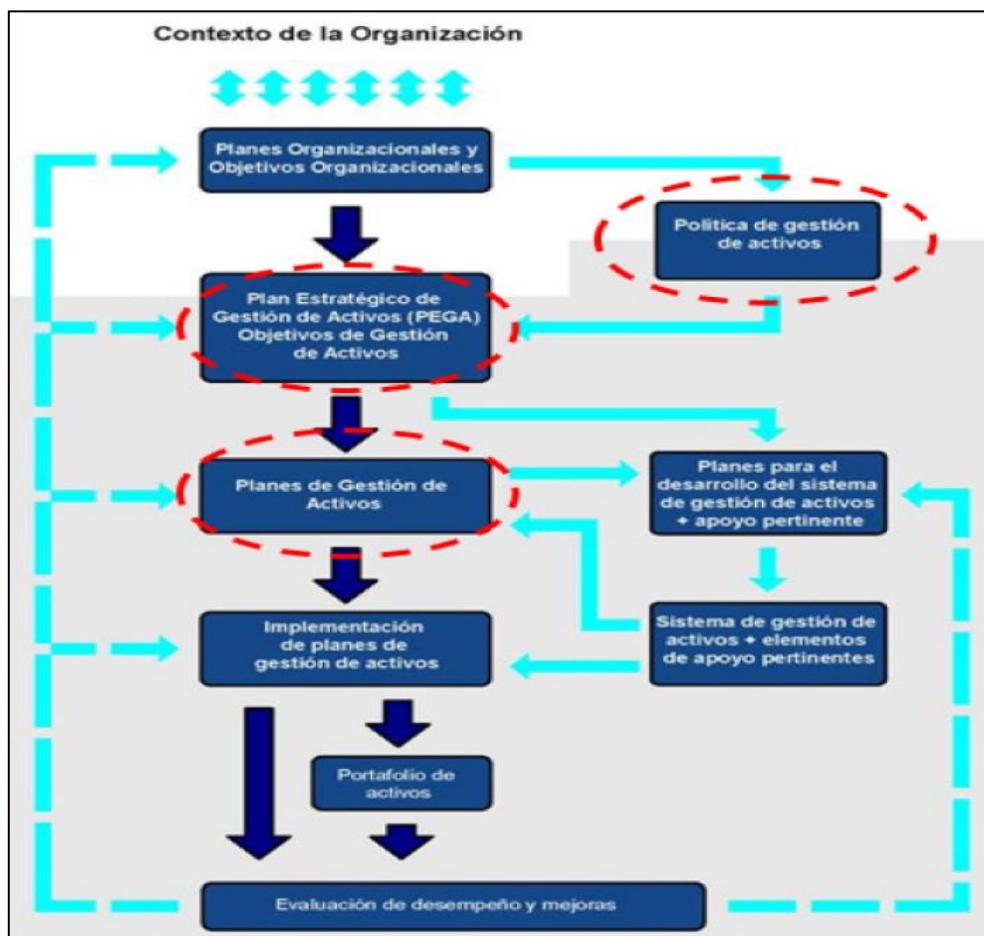 Contexto de la Organización
Planes Organizacionales y
Objetivos Organizacionales
Política de gestión
de activos
Plan Estratégico de
Gestión de Activos (PEGA)
Objetivos de Gestión
de Activos
Planes de Gestión de
Activos
Planes para el
desarrollo del sistema
de gestión de activos
+ apoyo pertinente
Implementación
de planes de
gestión de activos
Sistema de gestión de
activos + elementos
de apoyo pertinentes
Portafolio de
activos
Evaluación de desempeño y mejoras